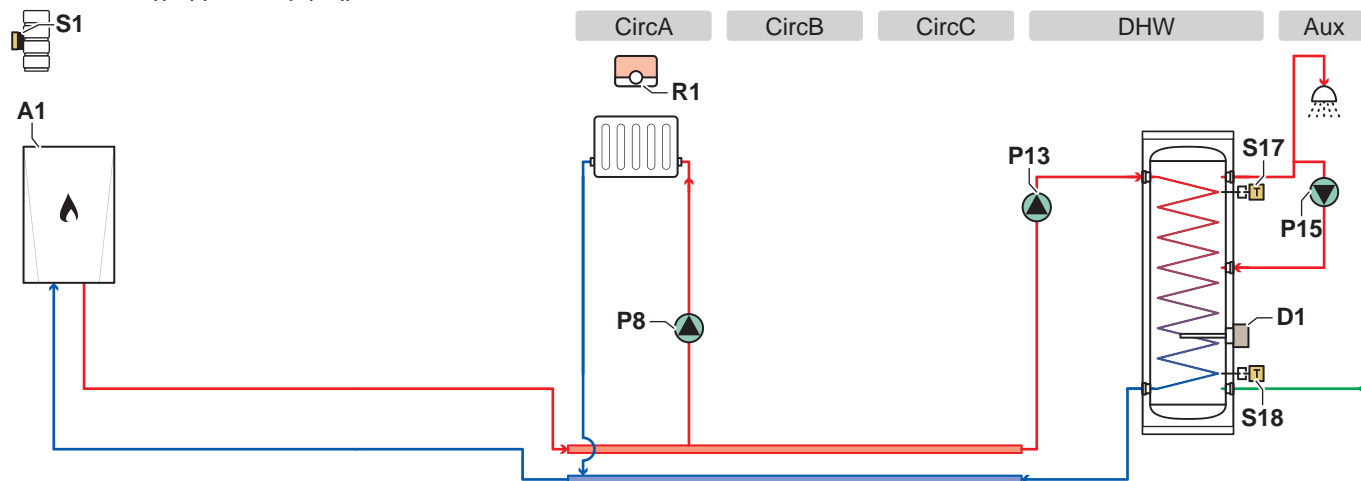 S1
CircA CircB CircC DHW Aux
R1
A1
P13
S17
P15
P8
D1
S18
T
T